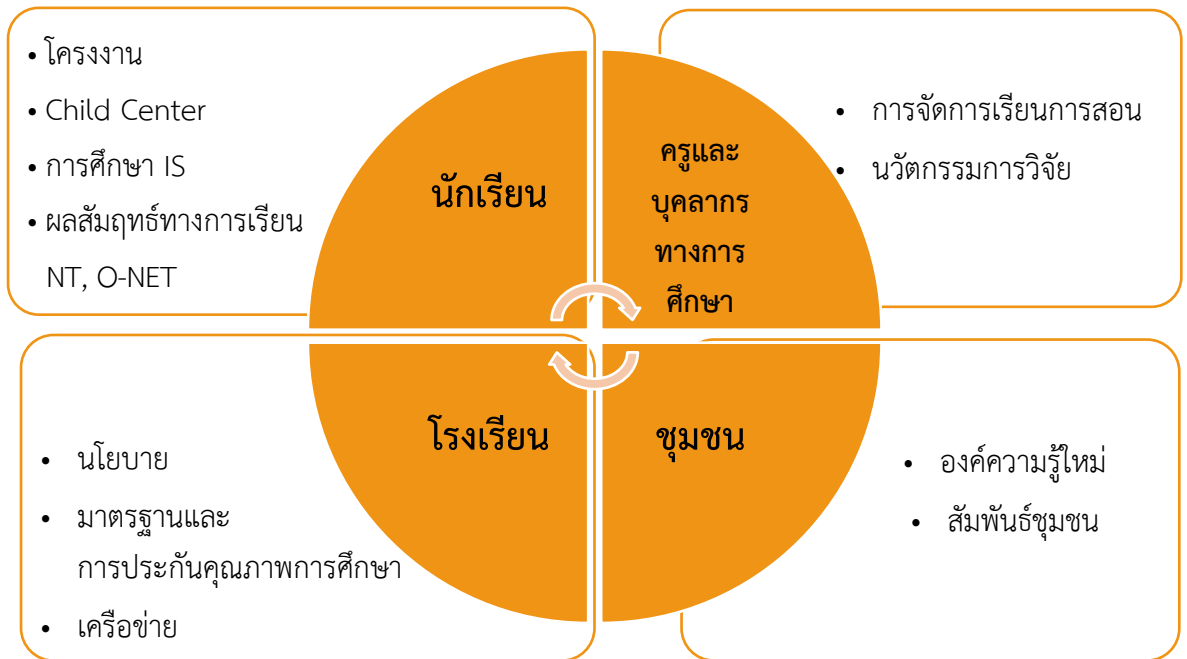 • โครงงาน
• Child Center
• การศึกษา IS
• ผลสัมฤทธ์ทางการเรียน
NT, O-NET
นักเรียน
ครูและ
บุคลากร
ทางการ
ศึกษา
• การจัดการเรียนการสอน
• นวัตกรรมการวิจัย
โรงเรียน
• นโยบาย
• มาตรฐานและ
การประกันคุณภาพการศึกษา
• เครือข่าย
ชุมชน
• องค์ความรู้ใหม่
• สัมพันธ์ชุมชน